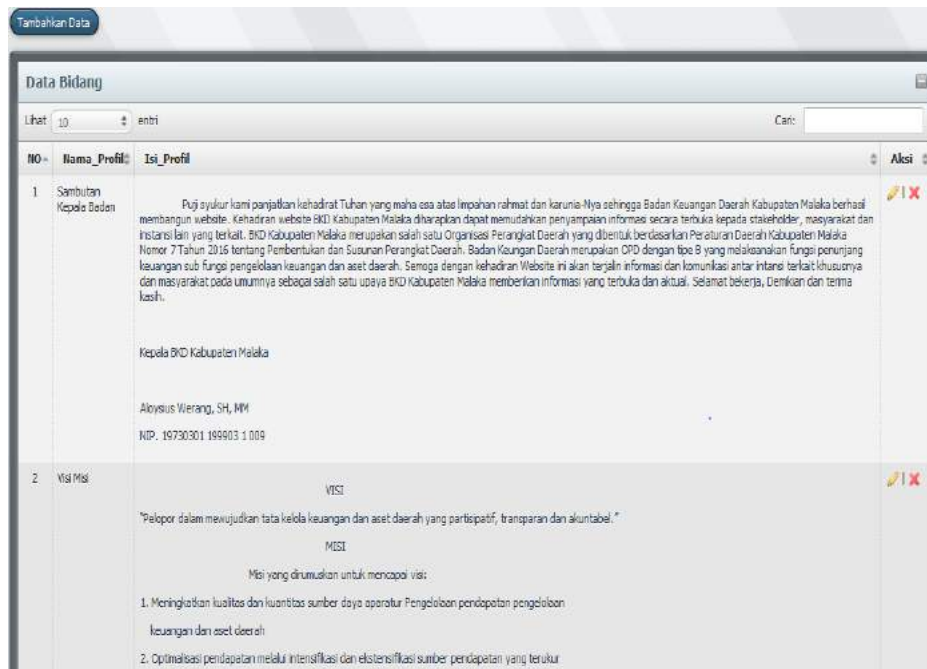 Tambahkan Data
Data Bidang
Lihat 10 entri Cari:
NO Nama_Profil Isi_Profil Aksi
1 Sambutan Kepala Badan
Puji syukur kami panjatkan kehadirat Tuhan yang maha esa atas limpahan rahmat dan karunia-Nya sehingga Badan Keuangan Daerah Kabupaten Malaka berhasi
membangun website. Kehadiran website BKD Kabupaten Malaka diharapkan dapat memudahkan penyampaian informasi secara terbuka kepada stakeholder, masyarakat dan
instansi lain yang terkait. BKD Kabupaten Malaka merupakan salah satu Organisasi Perangkat Daerah yang dibentuk berdasarkan Peraturan Daerah Kabupaten Malaka
Nomor 7 Tahun 2016 tentang Pembentukan dan Susunan Perangkat Daerah. Badan Keungan Daerah merupakan OPD dengan tipe B yang melaksanakan fungsi penunjang
keuangan sub fungsi pengelolaan keuangan dan aset daerah. Semoga dengan kehadiran Website ini akan terjalin informasi dan komunikasi antar intansi terkait khususnya
dan masyarakat pada umumnya sebagai salah satu upaya BKD Kabupaten Malaka memberikan informasi yang terbuka dan aktual. Selamat bekerja, Demikian dan terima
kasih.
Kepala BKD Kabupaten Malaka
Aloysius Werang, SH, MM
NIP. 19730301 199903 1 009
2 Visi Misi
VISI
"Pelopor dalam mewujudkan tata kelola keuangan dan aset daerah yang partisipatif, transparan dan akuntabel."
MISI
Misi yang dirumuskan untuk mencapai visi:
1. Meningkatkan kualitas dan kuantitas sumber daya aparatur Pengelolaan pendapatan pengelolaan
keuangan dan aset daerah
2. Optimalisasi pendapatan melalui intensifikasi dan ekstensifikasi sumber pendapatan yang terukur